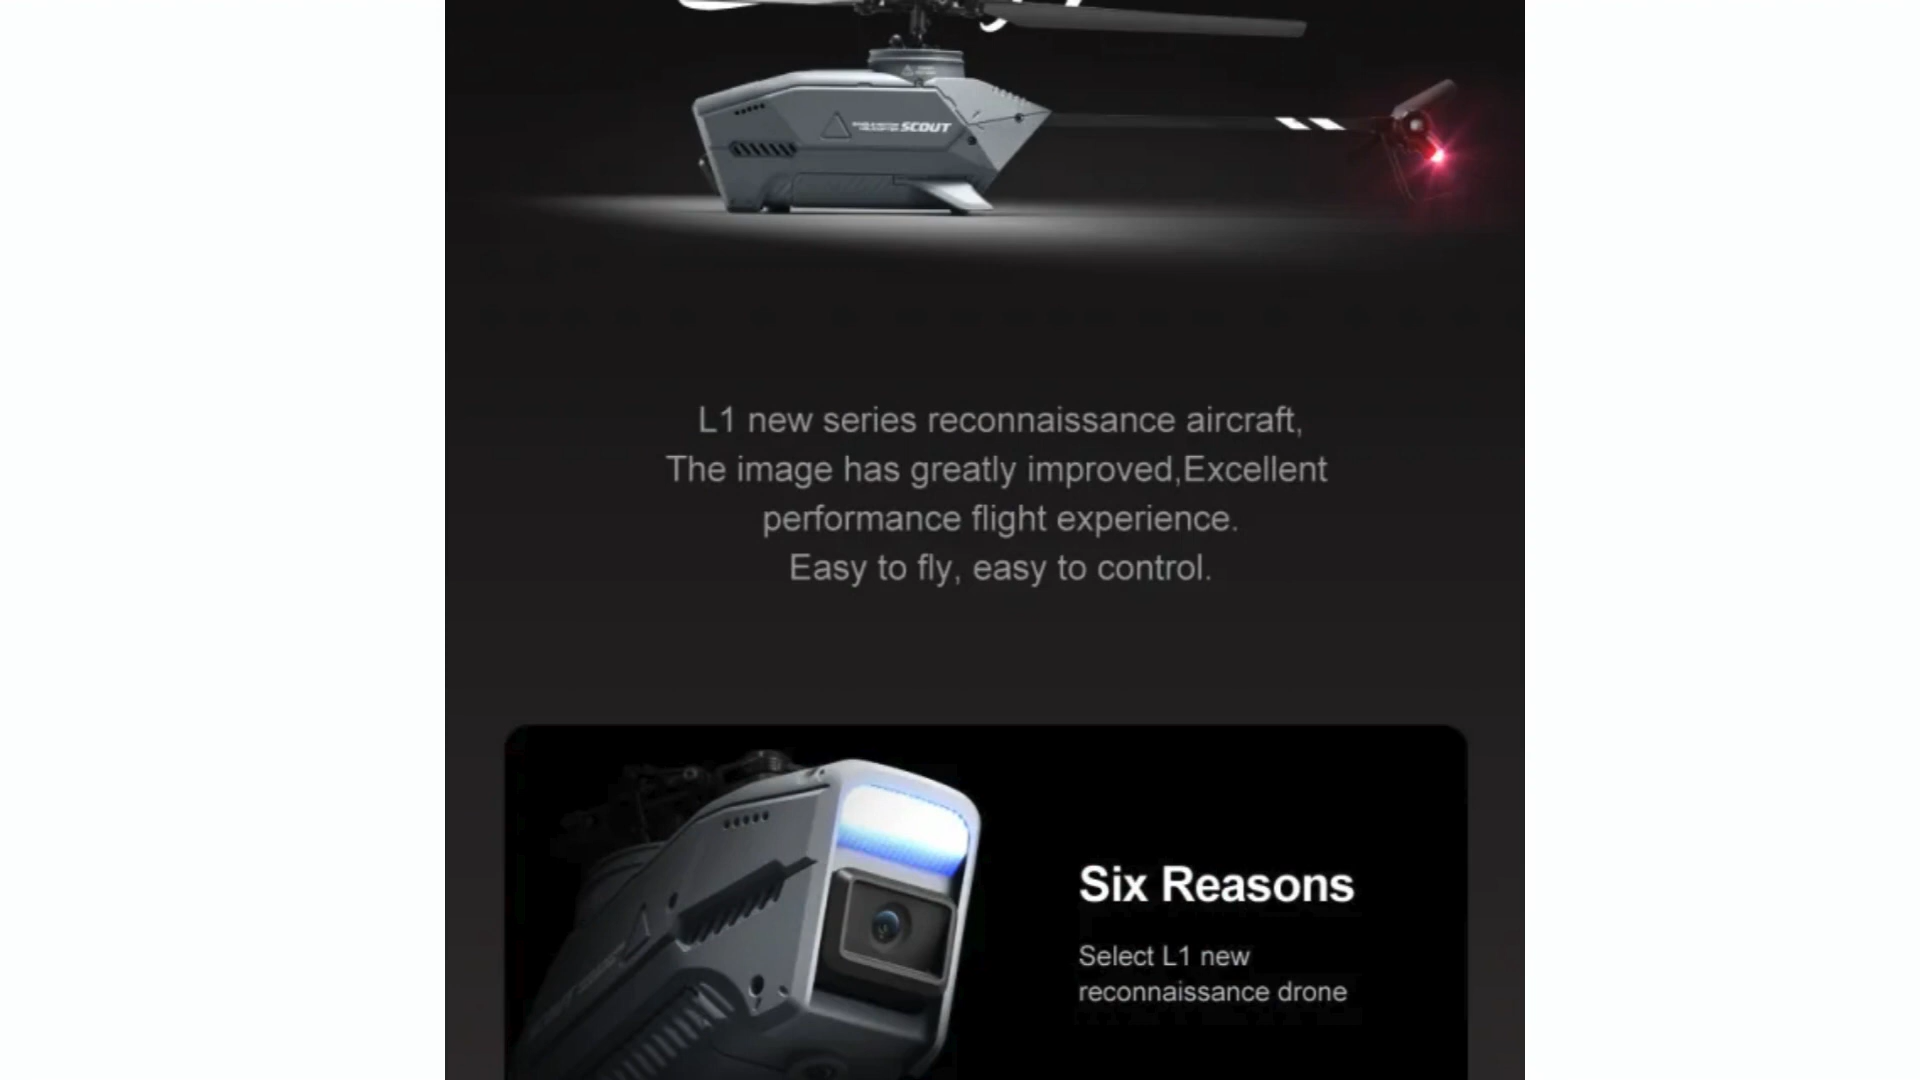 SCOUT
L1 new series reconnaissance aircraft,
The image has greatly improved,Excellent
performance flight experience.
Easy to fly, easy to control.
Six Reasons
Select L1 new
reconnaissance drone